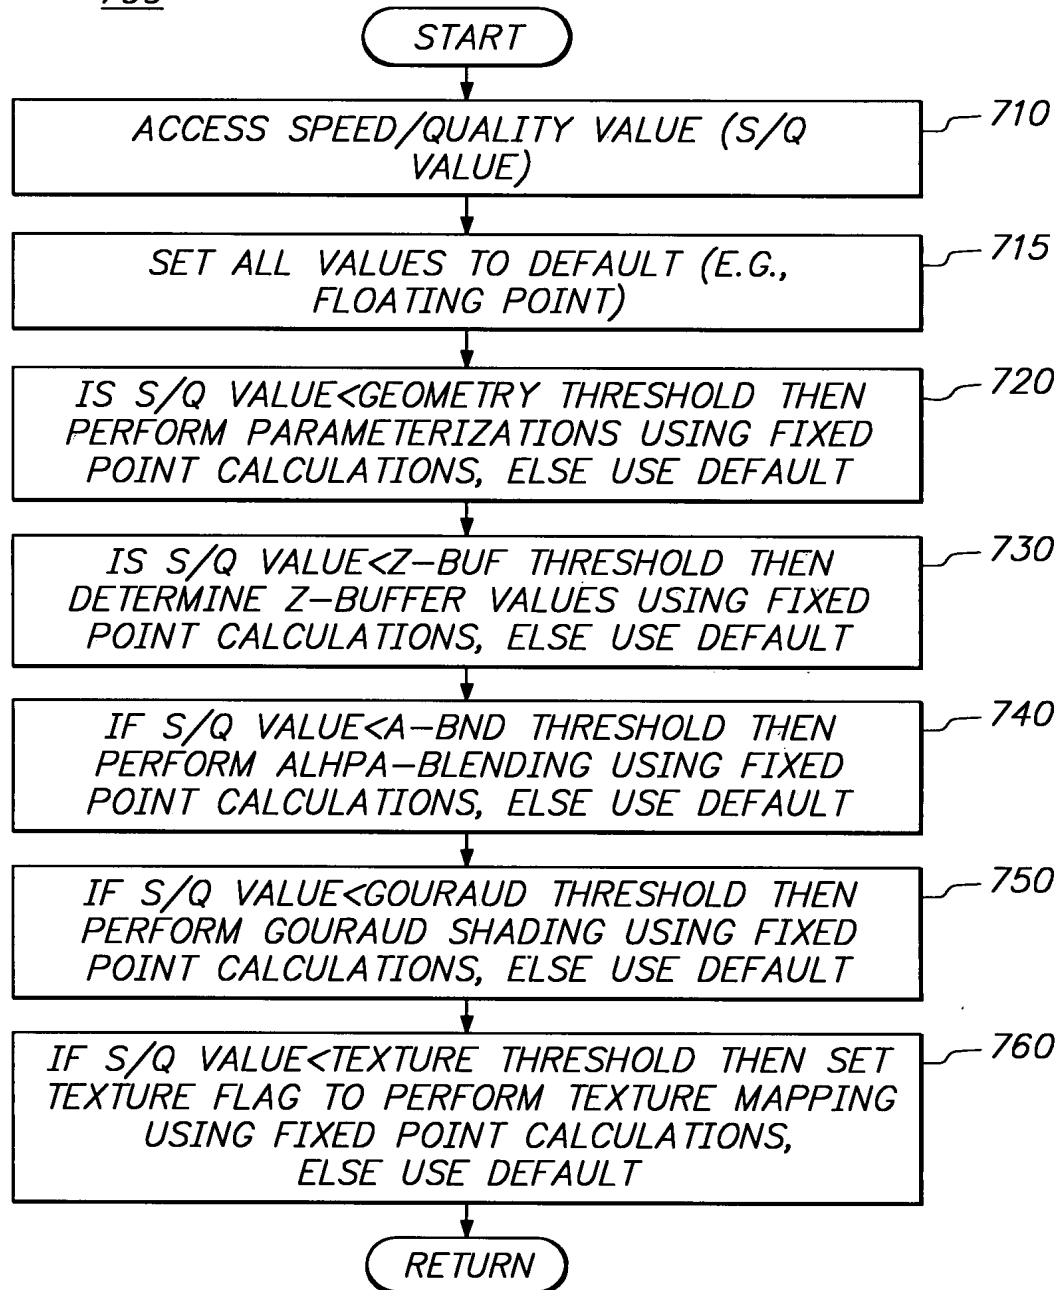 START
ACCESS SPEED/QUALITY VALUE (S/Q
VALUE)
710
SET ALL VALUES TO DEFAULT (E.G.,
FLOATING POINT)
715
IS S/Q VALUE<GEOMETRY THRESHOLD THEN
PERFORM PARAMETERIZATIONS USING FIXED
POINT CALCULATIONS, ELSE USE DEFAULT
720
IS S/Q VALUE<Z-BUF THRESHOLD THEN
DETERMINE Z-BUFFER VALUES USING FIXED
POINT CALCULATIONS, ELSE USE DEFAULT
730
IF S/Q VALUE<A-BND THRESHOLD THEN
PERFORM ALHPA-BLENDING USING FIXED
POINT CALCULATIONS, ELSE USE DEFAULT
740
IF S/Q VALUE<GOURAUD THRESHOLD THEN
PERFORM GOURAUD SHADING USING FIXED
POINT CALCULATIONS, ELSE USE DEFAULT
750
IF S/Q VALUE<TEXTURE THRESHOLD THEN SET
TEXTURE FLAG TO PERFORM TEXTURE MAPPING
USING FIXED POINT CALCULATIONS,
ELSE USE DEFAULT
760
RETURN